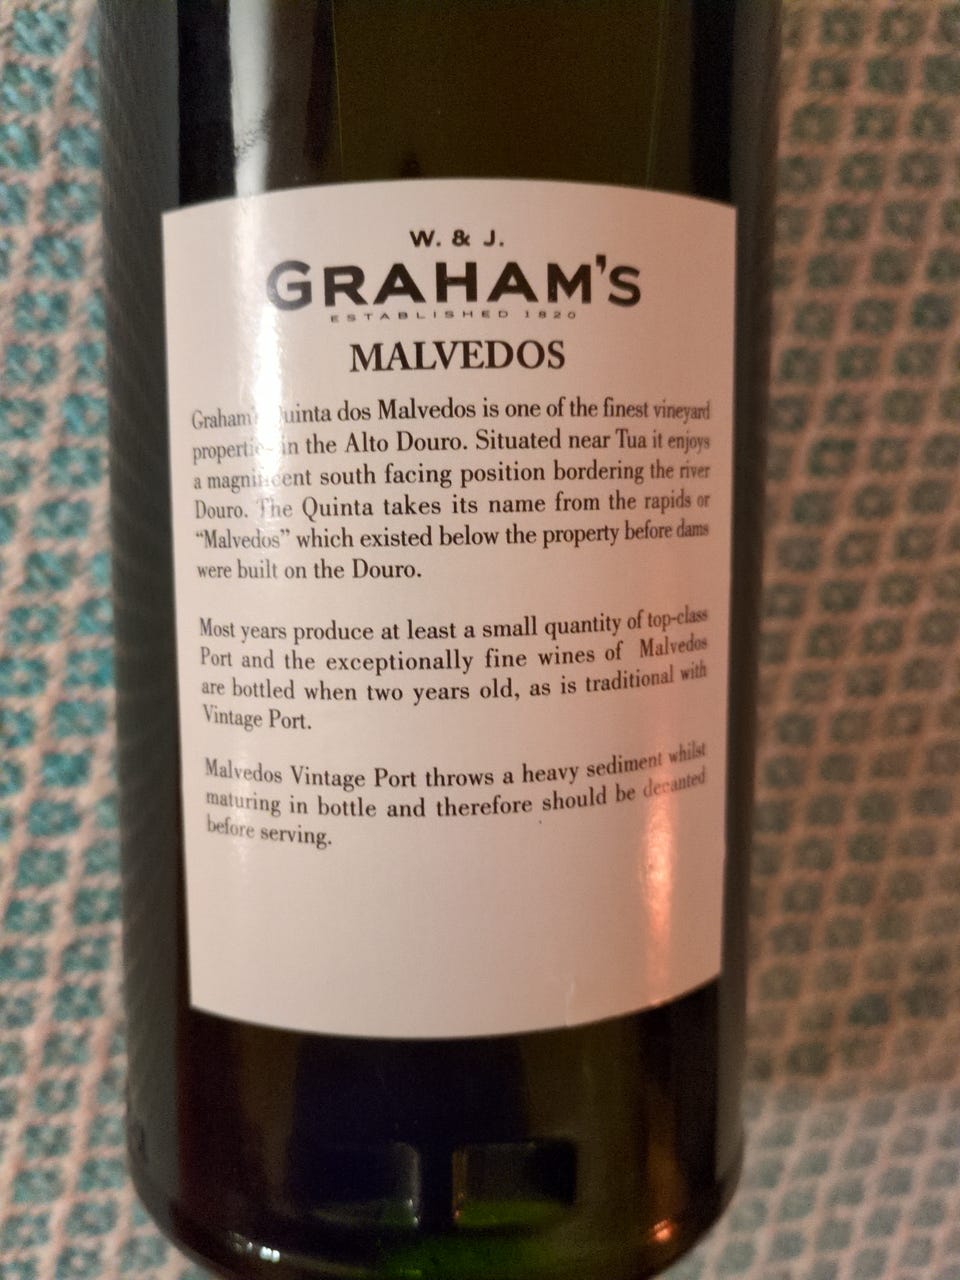 W. & J.
GRAHAM'S
ESTABLISHED 1820
MALVEDOS
Graham's Quinta dos Malvedos is one of the finest vineyard
properties in the Alto Douro. Situated near Tua it enjoys
a magnificent south facing position bordering the river
Douro. The Quinta takes its name from the rapids or
“Malvedos” which existed below the property before dams
were built on the Douro.
Most years produce at least a small quantity of top-class
Port and the exceptionally fine wines of Malvedos
are bottled when two years old, as is traditional with
Vintage Port.
Malvedos Vintage Port throws a heavy sediment whilst
maturing in bottle and therefore should be decanted
before serving.